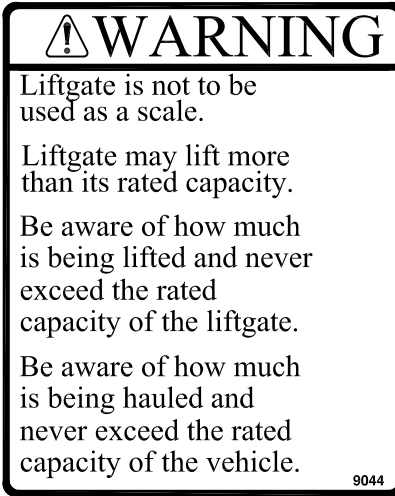 WARNING
Liftgate is not to be
used as a scale.
Liftgate may lift more
than its rated capacity.
Be aware of how much
is being lifted and never
exceed the rated
capacity of the liftgate.
Be aware of how much
is being hauled and
never exceed the rated
capacity of the vehicle.
9044